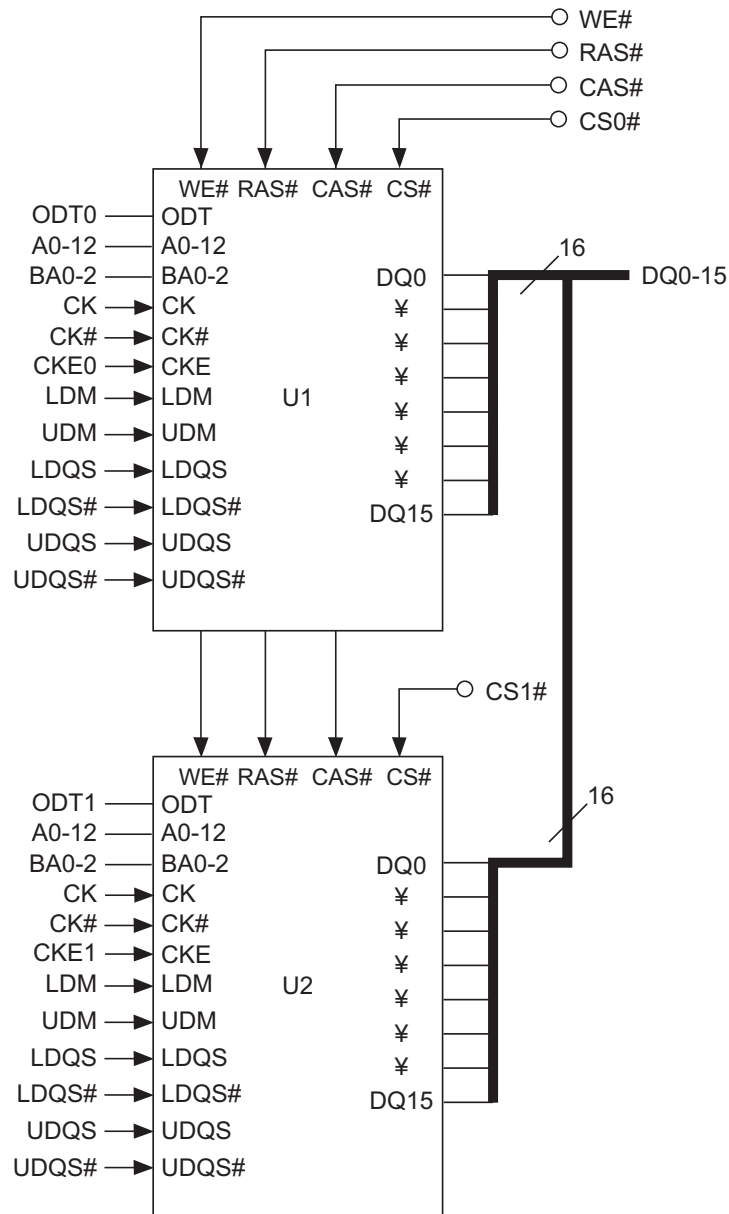 WE#
RAS#
CAS#
CS0#
WE# RAS# CAS# CS#
ODT0 ODT
A0-12 A0-12
BA0-2 BA0-2 DQ0 16 DQ0-15
CK CK ¥
CK# CK# ¥
CKE0 CKE ¥
LDM LDM U1 ¥
UDM UDM ¥
LDQS LDQS ¥
LDQS# LDQS# DQ15
UDQS UDQS
UDQS# UDQS#
CS1#
WE# RAS# CAS# CS#
ODT1 ODT
A0-12 A0-12 16
BA0-2 BA0-2 DQ0
CK CK ¥
CK# CK# ¥
CKE1 CKE ¥
LDM LDM U2 ¥
UDM UDM ¥
LDQS LDQS ¥
LDQS# LDQS# DQ15
UDQS UDQS
UDQS# UDQS#